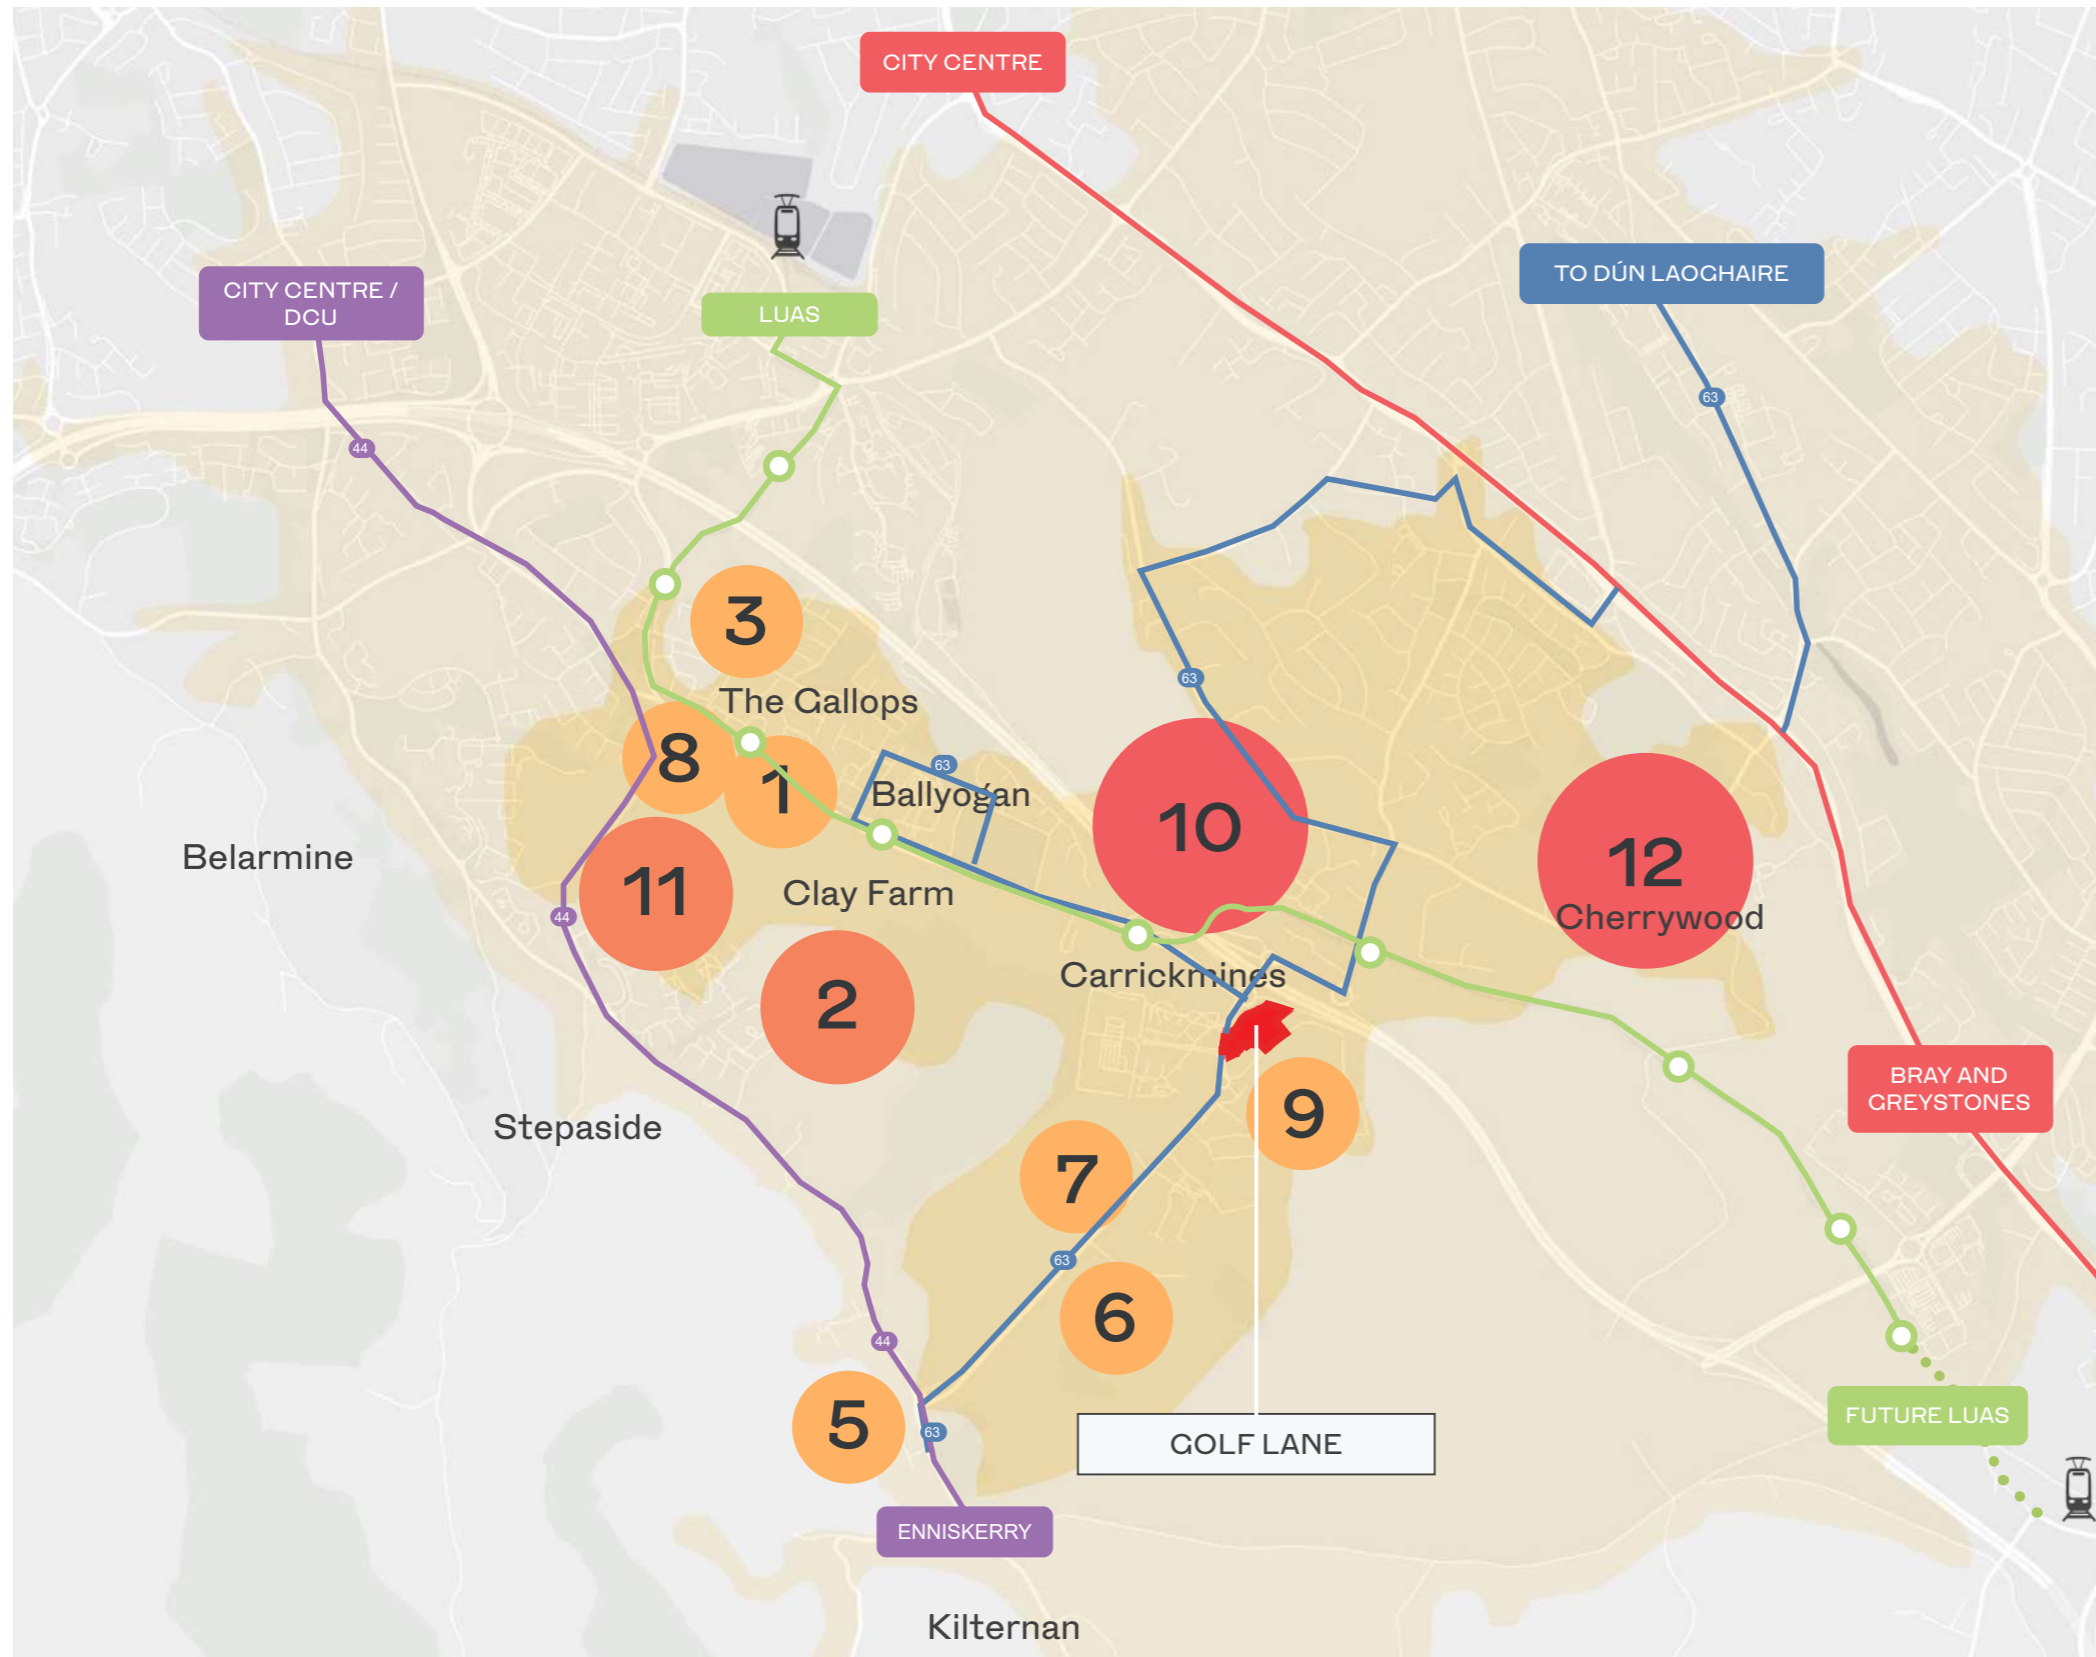 CITY CENTRE
TO DÚN LAOGHAIRE
CITY CENTRE /
DCU
LUAS
63
44
3
63
The Gallops
8
1
63
Ballyogan
10
12
Belarmine
11
Clay Farm
44
Cherrywood
Carrickmines
2
BRAY AND
GREYSTONES
9
Stepaside
7
63
6
44
FUTURE LUAS
5
63
GOLF LANE
ENNISKERRY
Kilternan